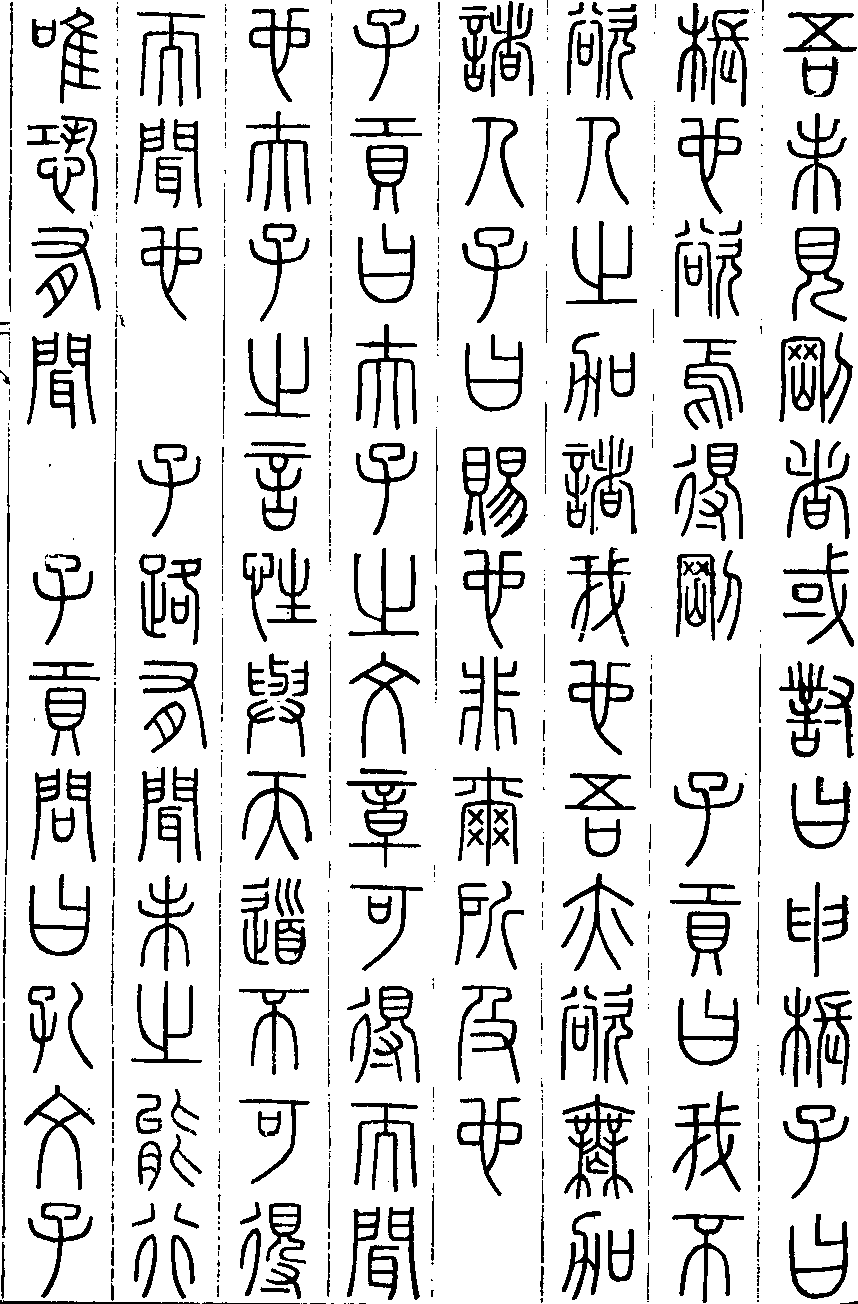 吾未見剛者或對曰申棖子曰
棖也欲焉得剛 子貢曰我不
欲人之加諸我也吾亦欲無加
諸人子曰賜也非爾所及也
子貢曰夫子之文章可得而聞
也夫子之言性與天道不可得
而聞也 子路有聞未之能行
唯恐有聞 子貢問曰孔文子